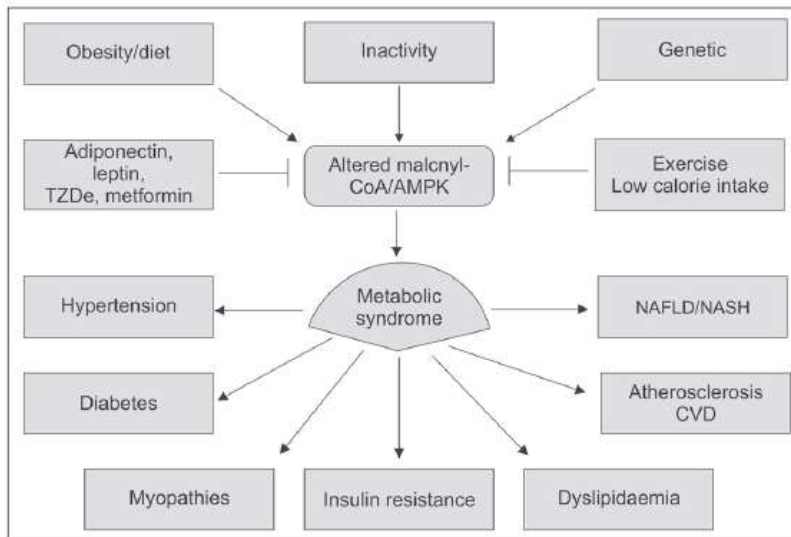 Obesity/diet
Inactivity
Genetic
Adiponectin,
leptin,
TZDe, metformin
Altered malcnyl-
CoA/AMPK
Exercise
Low calorie intake
Hypertension
Metabolic
syndrome
NAFLD/NASH
Diabetes
Atherosclerosis
CVD
Myopathies
Insulin resistance
Dyslipidaemia